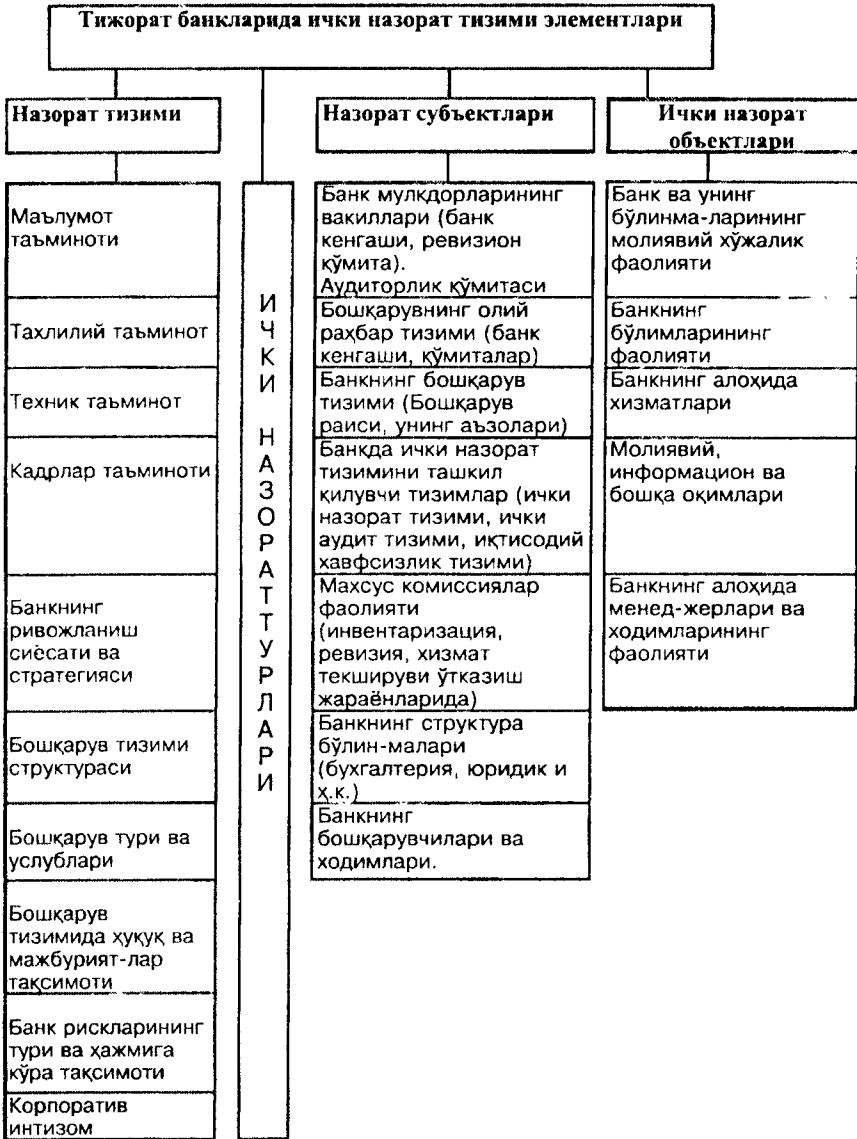 Тижорат банкларида ички назорат тизими элементлари
Назорат тизими
Маълумот
таъминоти
Тахлилий таъминот
Техник таъминот
Кадрлар таъминоти
Банкнинг
ривожланиш
сиёсати ва
стратегияси
Бошқарув тизими
структураси
Бошқарув тури ва
услублари
Бошқарув
тизимида ҳуқуқ ва
мажбурият-лар
тақсимоти
Банк рискларининг
тури ва ҳажмига
кўра тақсимоти
Корпоратив
интизом
ИЧКИ НАЗОРАТ ТУРЛАРИ
Назорат субъектлари
Банк мулкдорларининг
вакиллари (банк
кенгаши, ревизион
қўмита).
Аудиторлик қўмитаси
Бошқарувнинг олий
раҳбар тизими (банк
кенгаши, қўмиталар)
Банкнинг бошқарув
тизими (Бошқарув
раиси, унинг аъзолари)
Банкда ички назорат
тизимини ташкил
қилувчи тизимлар (ички
назорат тизими, ички
аудит тизими, иқтисодий
хавфсизлик тизими)
Махсус комиссиялар
фаолияти
(инвентаризация,
ревизия, хизмат
текшируви ўтказиш
жараёнларида)
Банкнинг структура
бўлин-малари
(бухгалтерия, юридик и
ҳ.к.)
Банкнинг
бошқарувчилари ва
ходимлари.
Ички назорат
объектлари
Банк ва унинг
бўлинма-ларининг
молиявий хўжалик
фаолияти
Банкнинг
бўлимларининг
фаолияти
Банкнинг алоҳида
хизматлари
Молиявий,
информацион ва
бошқа оқимлари
Банкнинг алоҳида
менед-жерлари ва
ходимларининг
фаолияти